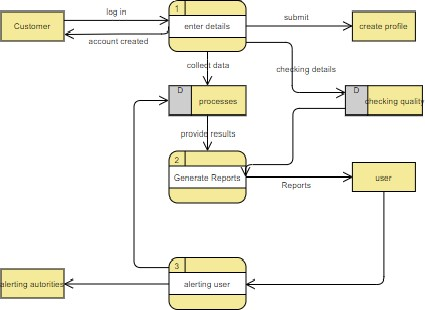 1
log in
submit
Customer
enter details
create profile
account created
collect data
checking details
D
processes
D
checking quality
provide results
2
Generate Reports
user
Reports
3
alerting autorities
alerting user